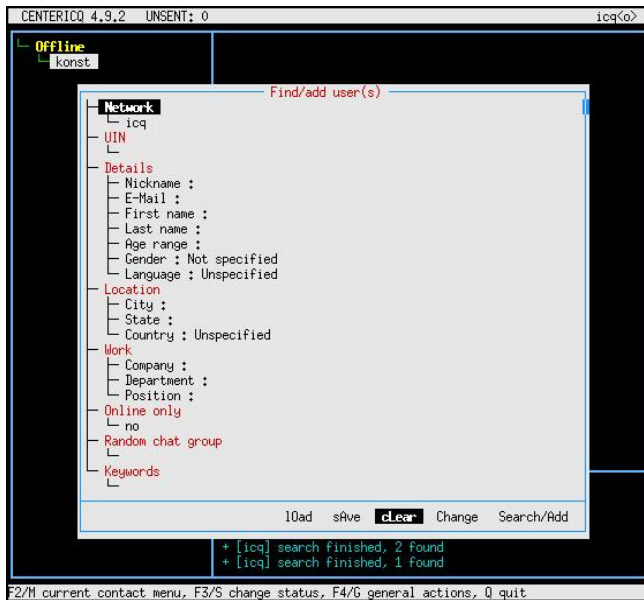 CENTERICQ 4.9.2 UNSENT: 0 icq<o>
Offline
konst
Find/add user(s)
Network
icq
UIN
Details
Nickname :
E-Mail :
First name :
Last name :
Age range :
Gender : Not specified
Language : Unspecified
Location
City :
State :
Country : Unspecified
Work
Company :
Department :
Position :
Online only
no
Random chat group
Keywords
lOad sAve cLear Change Search/Add
+ [icq] search finished, 2 found
+ [icq] search finished, 1 found
F2/M current contact menu, F3/S change status, F4/G general actions, Q quit